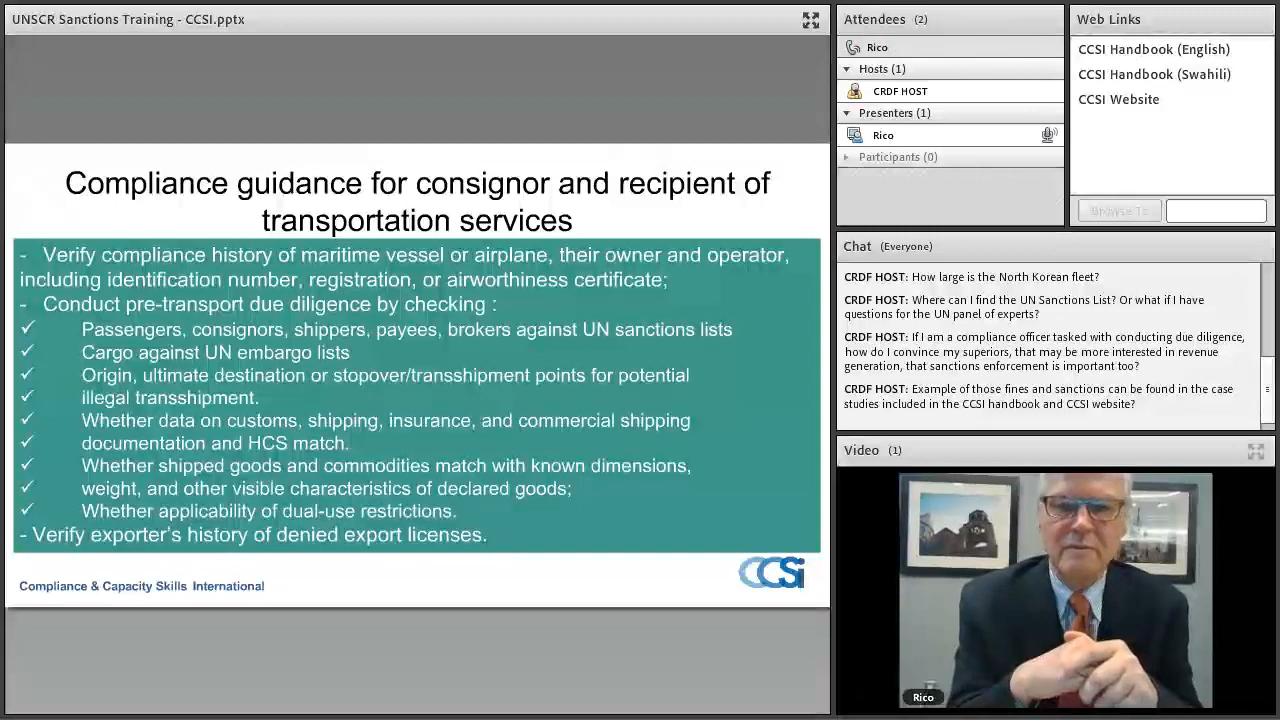 UNSCR Sanctions Training - CCSI.pptx
Compliance guidance for consignor and recipient of
transportation services
- Verify compliance history of maritime vessel or airplane, their owner and operator,
including identification number, registration, or airworthiness certificate;
- Conduct pre-transport due diligence by checking :
✓ Passengers, consignors, shippers, payees, brokers against UN sanctions lists
✓ Cargo against UN embargo lists
✓ Origin, ultimate destination or stopover/transshipment points for potential
✓ illegal transshipment.
✓ Whether data on customs, shipping, insurance, and commercial shipping
✓ documentation and HCS match.
✓ Whether shipped goods and commodities match with known dimensions,
✓ weight, and other visible characteristics of declared goods;
✓ Whether applicability of dual-use restrictions.
- Verify exporter's history of denied export licenses.
Compliance & Capacity Skills International
CCSi
Attendees (2)
Rico
Hosts (1)
CRDF HOST
Presenters (1)
Rico
Participants (0)
Web Links
CCSI Handbook (English)
CCSI Handbook (Swahili)
CCSI Website
Browse To
Chat (Everyone)
CRDF HOST: How large is the North Korean fleet?
CRDF HOST: Where can I find the UN Sanctions List? Or what if I have
questions for the UN panel of experts?
CRDF HOST: If I am a compliance officer tasked with conducting due diligence,
how do I convince my superiors, that may be more interested in revenue
generation, that sanctions enforcement is important too?
CRDF HOST: Example of those fines and sanctions can be found in the case
studies included in the CCSI handbook and CCSI website?
Video (1)
Rico